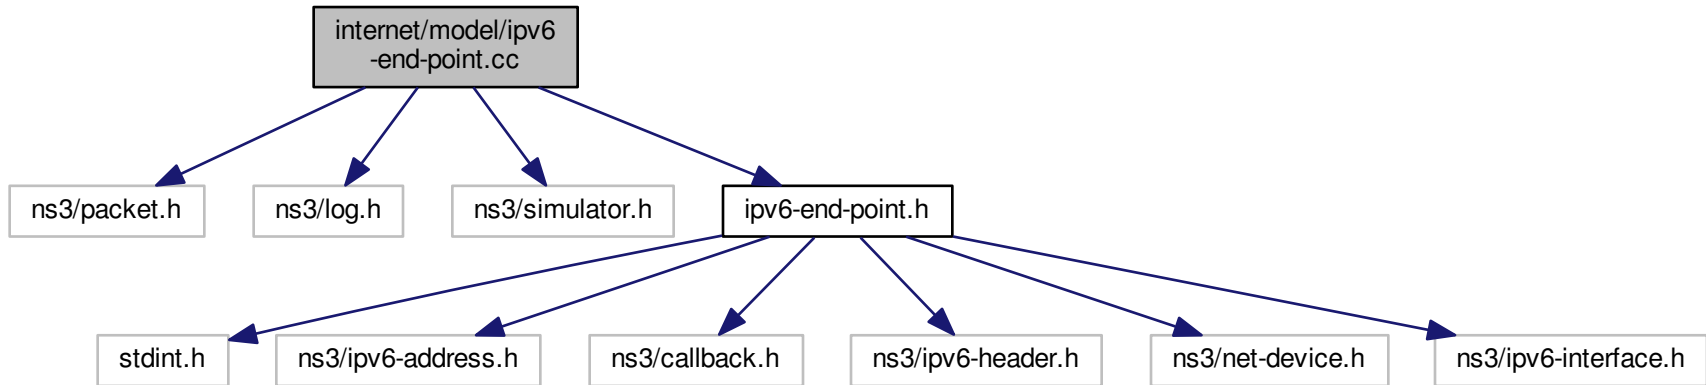 internet/model/ipv6
-end-point.cc
ns3/packet.h
ns3/log.h
ns3/simulator.h
ipv6-end-point.h
stdint.h
ns3/ipv6-address.h
ns3/callback.h
ns3/ipv6-header.h
ns3/net-device.h
ns3/ipv6-interface.h